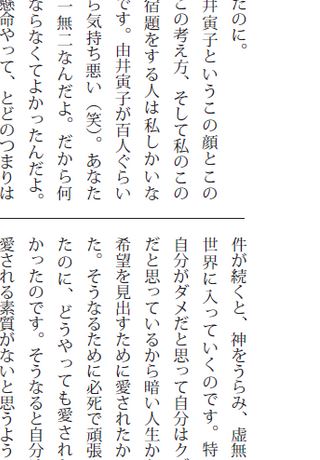 たのに。
井寅子というこの顔とこの
この考え方、そして私のこの
宿題をする人は私しかいな
です。由井寅子が百人ぐらい
ら気持ち悪い（笑）。あなた
一無二なんだよ。だから何
ならなくてよかったんだよ。
懸命やって、とどのつまりは
件が続くと、神をうらみ、虚無
世界に入っていくのです。特
自分がダメだと思って自分はク
だと思っているから暗い人生か
希望を見出すために愛されたか
た。そうなるために必死で頑張
たのに、どうやっても愛され
かったのです。そうなると自分
愛される素質がないと思うよう